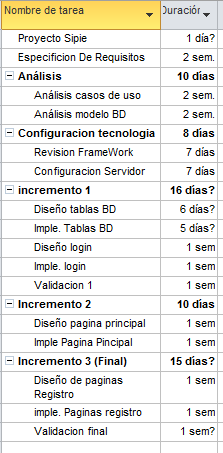 Nombre de tarea Duración
Proyecto Sipie 1 día?
Especificion De Requisitos 2 sem.
Análisis 10 días
Análisis casos de uso 2 sem.
Análisis modelo BD 2 sem.
Configuracion tecnologia 8 días
Revision FrameWork 7 días
Configuracion Servidor 7 días
incremento 1 16 días?
Diseño tablas BD 6 días?
Imple. Tablas BD 5 días?
Diseño login 1 sem
Imple. login 1 sem
Validacion 1 1 sem
Incremento 2 10 días
Diseño pagina principal 1 sem
Imple Pagina Pincipal 1 sem
Incremento 3 (Final) 15 días?
Diseño de paginas 1 sem
Registro
imple. Paginas registro 1 sem
Validacion final 1 sem?